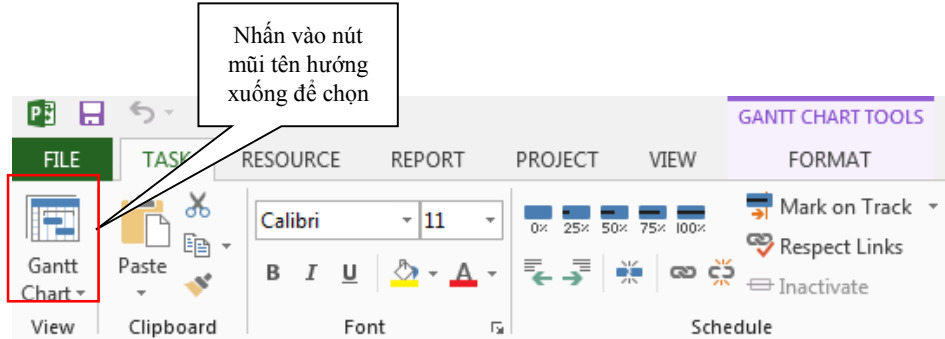 Nhấn vào nút
mũi tên hướng
xuống để chọn
GANTT CHART TOOLS
FILE TASK RESOURCE REPORT PROJECT VIEW FORMAT
Calibri 11
0% 25% 50% 75% 100%
Mark on Track
Respect Links
Inactivate
Gantt
Chart
Paste
B I U A
View Clipboard Font Schedule